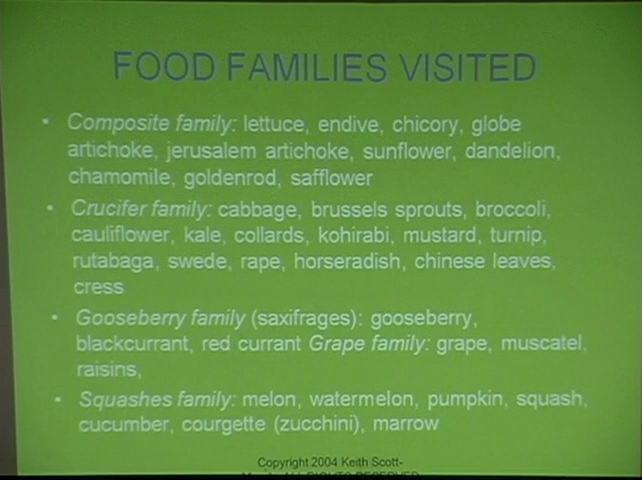 FOOD FAMILIES VISITED
• Composite family: lettuce, endive, chicory, globe
artichoke, jerusalem artichoke, sunflower, dandelion,
chamomile, goldenrod, safflower
• Crucifer family: cabbage, brussels sprouts, broccoli,
cauliflower, kale, collards, kohirabi, mustard, turnip,
rutabaga, swede, rape, horseradish, chinese leaves,
cress
• Gooseberry family (saxifrages): gooseberry,
blackcurrant, red currant Grape family: grape, muscatel,
raisins,
• Squashes family: melon, watermelon, pumpkin, squash,
cucumber, courgette (zucchini), marrow
Copyright 2004 Keith Scott-
ALL RIGHTS RESERVED